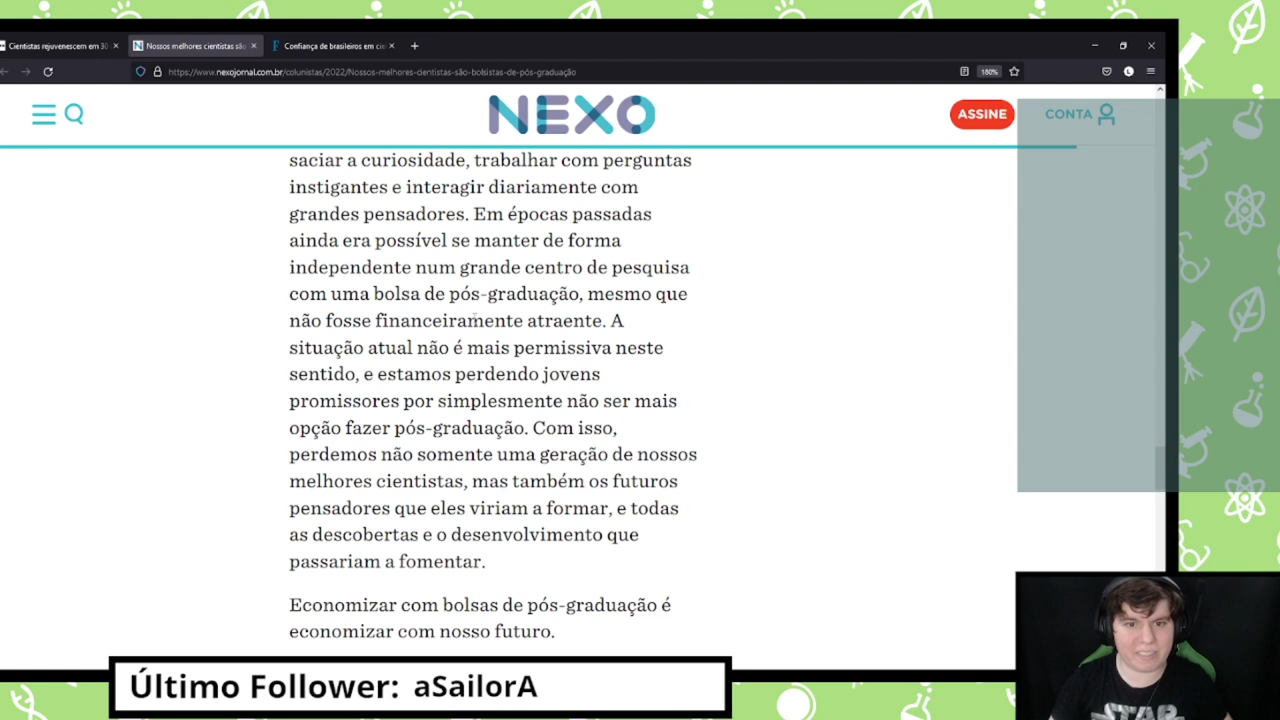 Cientistas rejuvenescem em 30
Nossos melhores cientistas são
Confiança de brasileiros em cie
https://www.nexojornal.com.br/colunistas/2022/Nossos-melhores-cientistas-são-bolsistas-de-pós-graduação
180%
NEXO
ASSINE
CONTA
saciar a curiosidade, trabalhar com perguntas
instigantes e interagir diariamente com
grandes pensadores. Em épocas passadas
ainda era possível se manter de forma
independente num grande centro de pesquisa
com uma bolsa de pós-graduação, mesmo que
não fosse financeiramente atraente. A
situação atual não é mais permissiva neste
sentido, e estamos perdendo jovens
promissores por simplesmente não ser mais
opção fazer pós-graduação. Com isso,
perdemos não somente uma geração de nossos
melhores cientistas, mas também os futuros
pensadores que eles viriam a formar, e todas
as descobertas e o desenvolvimento que
passariam a fomentar.
Economizar com bolsas de pós-graduação é
economizar com nosso futuro.
Último Follower: aSailorA
STAR